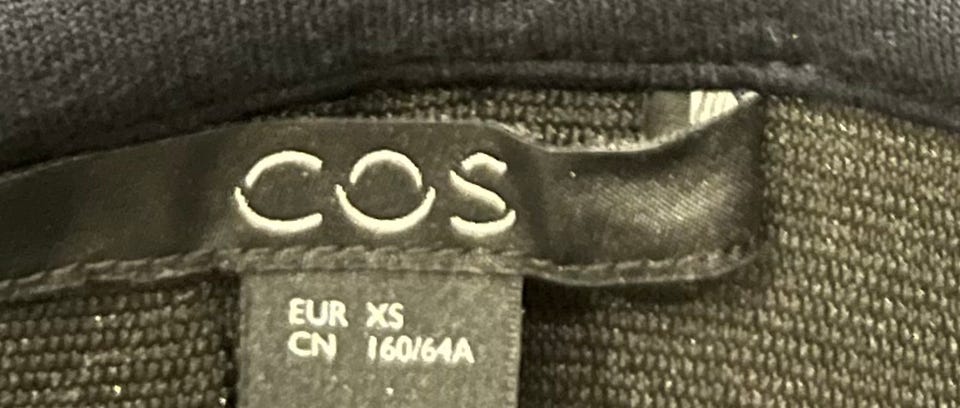 COS
EUR XS
CN 160/64A